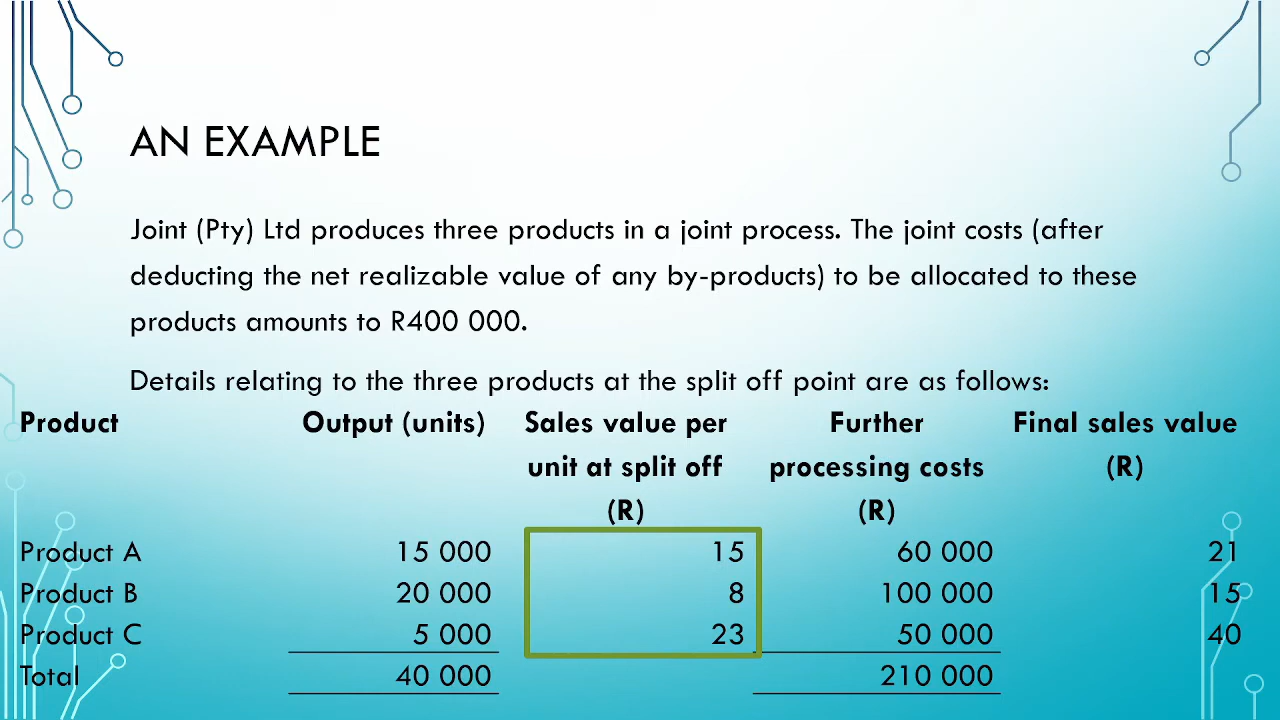 AN EXAMPLE
Joint (Pty) Ltd produces three products in a joint process. The joint costs (after
deducting the net realizable value of any by-products) to be allocated to these
products amounts to R400 000.
Details relating to the three products at the split off point are as follows:
Product Output (units) Sales value per Further Final sales value
unit at split off processing costs (R)
(R) (R)
Product A 15 000 15 60 000 21
Product B 20 000 8 100 000 15
Product C 5 000 23 50 000 40
Total 40 000 210 000